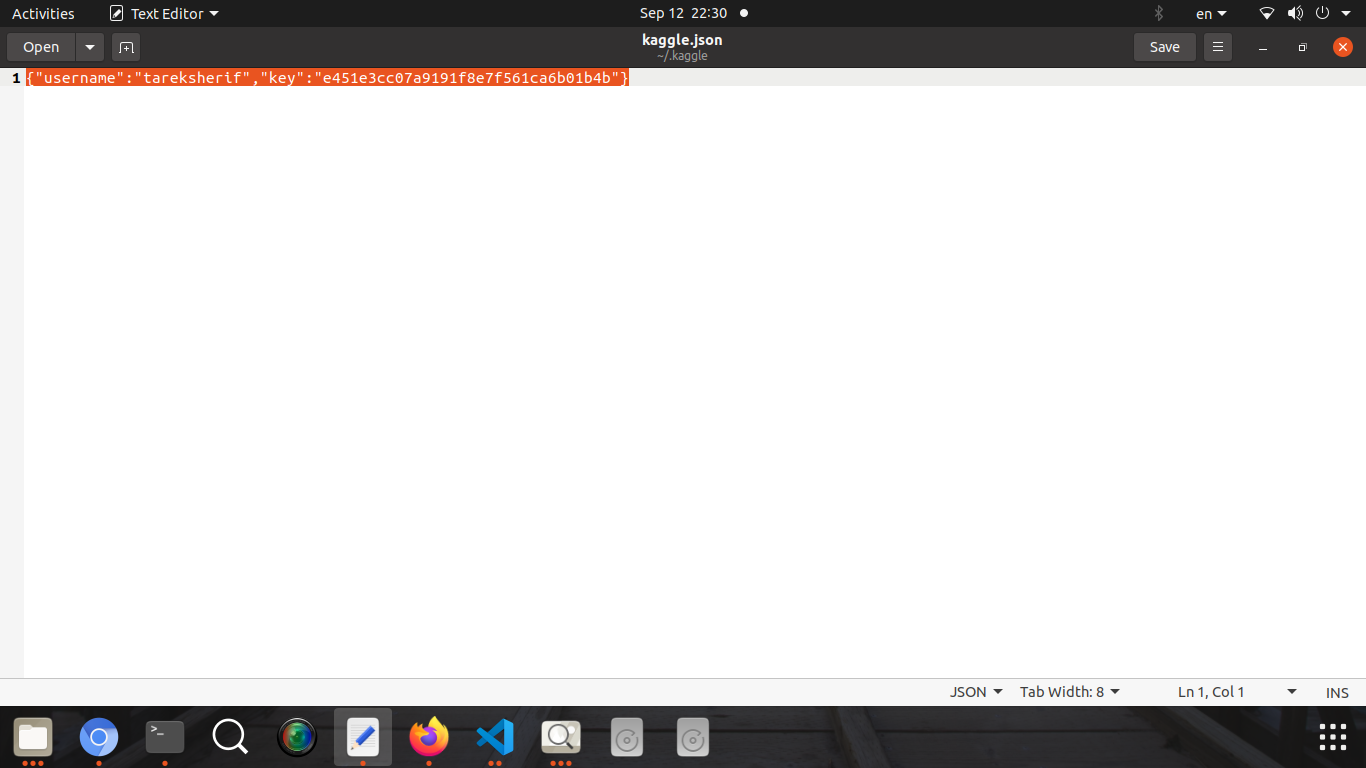 Activities Text Editor Sep 12 22:30 en
Open kaggle.json Save
~/.kaggle
1 {"username":"tareksherif","key":"e451e3cc07a9191f8e7f561ca6b01b4b"}
JSON Tab Width: 8 Ln 1, Col 1 INS
>_